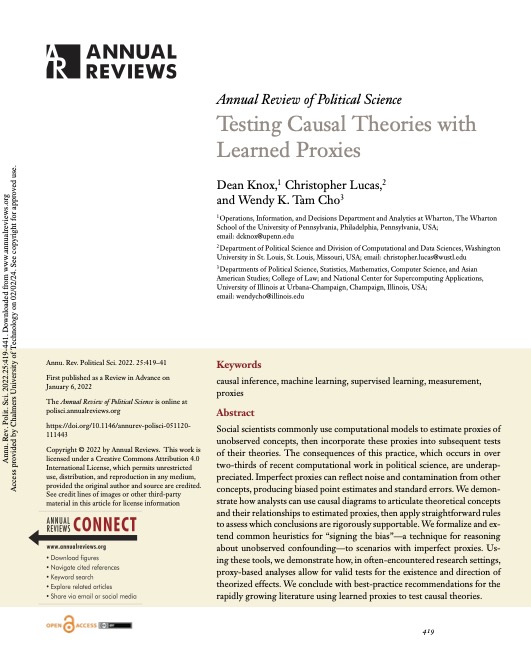 ANNUAL
REVIEWS
Annual Review of Political Science
Testing Causal Theories with
Learned Proxies
Dean Knox,1 Christopher Lucas,2
and Wendy K. Tam Cho3
1Operations, Information, and Decisions Department and Analytics at Wharton, The Wharton
School of the University of Pennsylvania, Philadelphia, Pennsylvania, USA;
email: dcknox@upenn.edu
2Department of Political Science and Division of Computational and Data Sciences, Washington
University in St. Louis, St. Louis, Missouri, USA; email: christopher.lucas@wustl.edu
3Departments of Political Science, Statistics, Mathematics, Computer Science, and Asian
American Studies; College of Law; and National Center for Supercomputing Applications,
University of Illinois at Urbana-Champaign, Champaign, Illinois, USA;
email: wendycho@illinois.edu
Annu. Rev. Polit. Sci. 2022.25:419-441. Downloaded from www.annualreviews.org
Access provided by Chalmers University of Technology on 02/02/24. See copyright for approved use.
Annu. Rev. Political Sci. 2022. 25:419–41
First published as a Review in Advance on
January 6, 2022
The Annual Review of Political Science is online at
polisci.annualreviews.org
https://doi.org/10.1146/annurev-polisci-051120-
111443
Copyright © 2022 by Annual Reviews. This work is
licensed under a Creative Commons Attribution 4.0
International License, which permits unrestricted
use, distribution, and reproduction in any medium,
provided the original author and source are credited.
See credit lines of images or other third-party
material in this article for license information
ANNUAL
REVIEWS CONNECT
www.annualreviews.org
• Download figures
• Navigate cited references
• Keyword search
• Explore related articles
• Share via email or social media
OPEN ACCESS
Keywords
causal inference, machine learning, supervised learning, measurement,
proxies
Abstract
Social scientists commonly use computational models to estimate proxies of
unobserved concepts, then incorporate these proxies into subsequent tests
of their theories. The consequences of this practice, which occurs in over
two-thirds of recent computational work in political science, are underap-
preciated. Imperfect proxies can reflect noise and contamination from other
concepts, producing biased point estimates and standard errors. We demon-
strate how analysts can use causal diagrams to articulate theoretical concepts
and their relationships to estimated proxies, then apply straightforward rules
to assess which conclusions are rigorously supportable. We formalize and ex-
tend common heuristics for “signing the bias”—a technique for reasoning
about unobserved confounding—to scenarios with imperfect proxies. Us-
ing these tools, we demonstrate how, in often-encountered research settings,
proxy-based analyses allow for valid tests for the existence and direction of
theorized effects. We conclude with best-practice recommendations for the
rapidly growing literature using learned proxies to test causal theories.
419